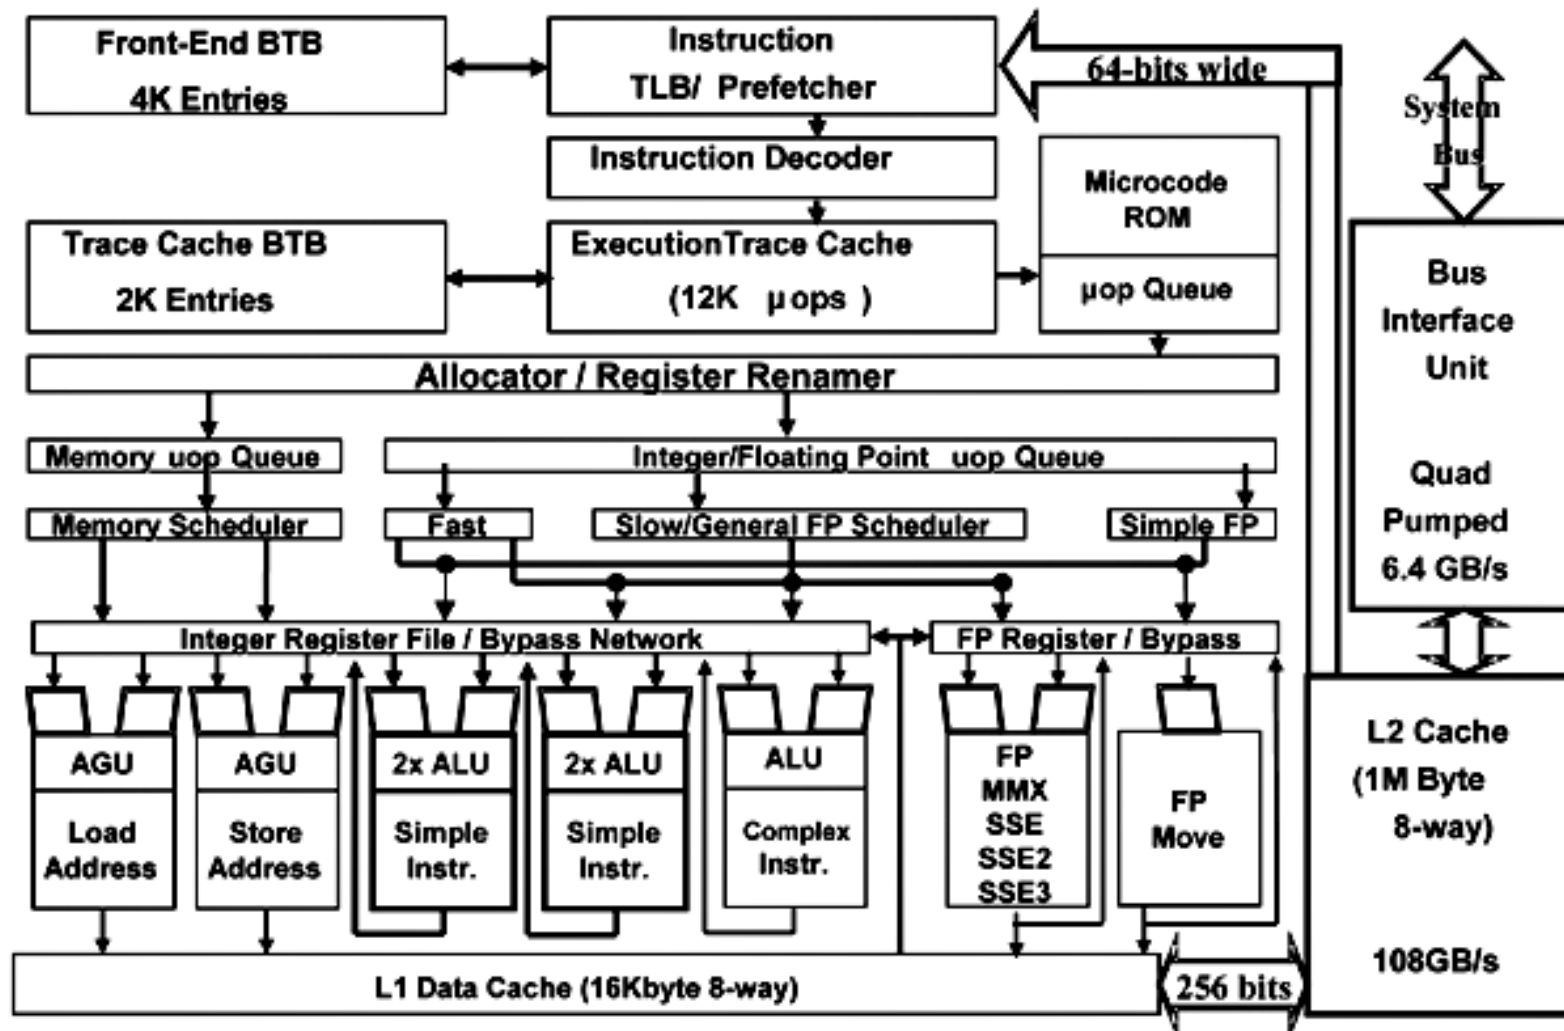 Front-End BTB
4K Entries
Instruction
TLB/ Prefetcher
64-bits wide
System
Bus
Instruction Decoder
Microcode
ROM
Trace Cache BTB
2K Entries
ExecutionTrace Cache
(12K µops )
µop Queue
Bus
Interface
Unit
Quad
Pumped
6.4 GB/s
Allocator / Register Renamer
Memory uop Queue
Integer/Floating Point uop Queue
Memory Scheduler
Fast
Slow/General FP Scheduler
Simple FP
Integer Register File / Bypass Network
FP Register / Bypass
AGU
Load
Address
AGU
Store
Address
2x ALU
Simple
Instr.
2x ALU
Simple
Instr.
ALU
Complex
Instr.
FP
MMX
SSE
SSE2
SSE3
FP
Move
L2 Cache
(1M Byte
8-way)
108GB/s
L1 Data Cache (16Kbyte 8-way)
256 bits